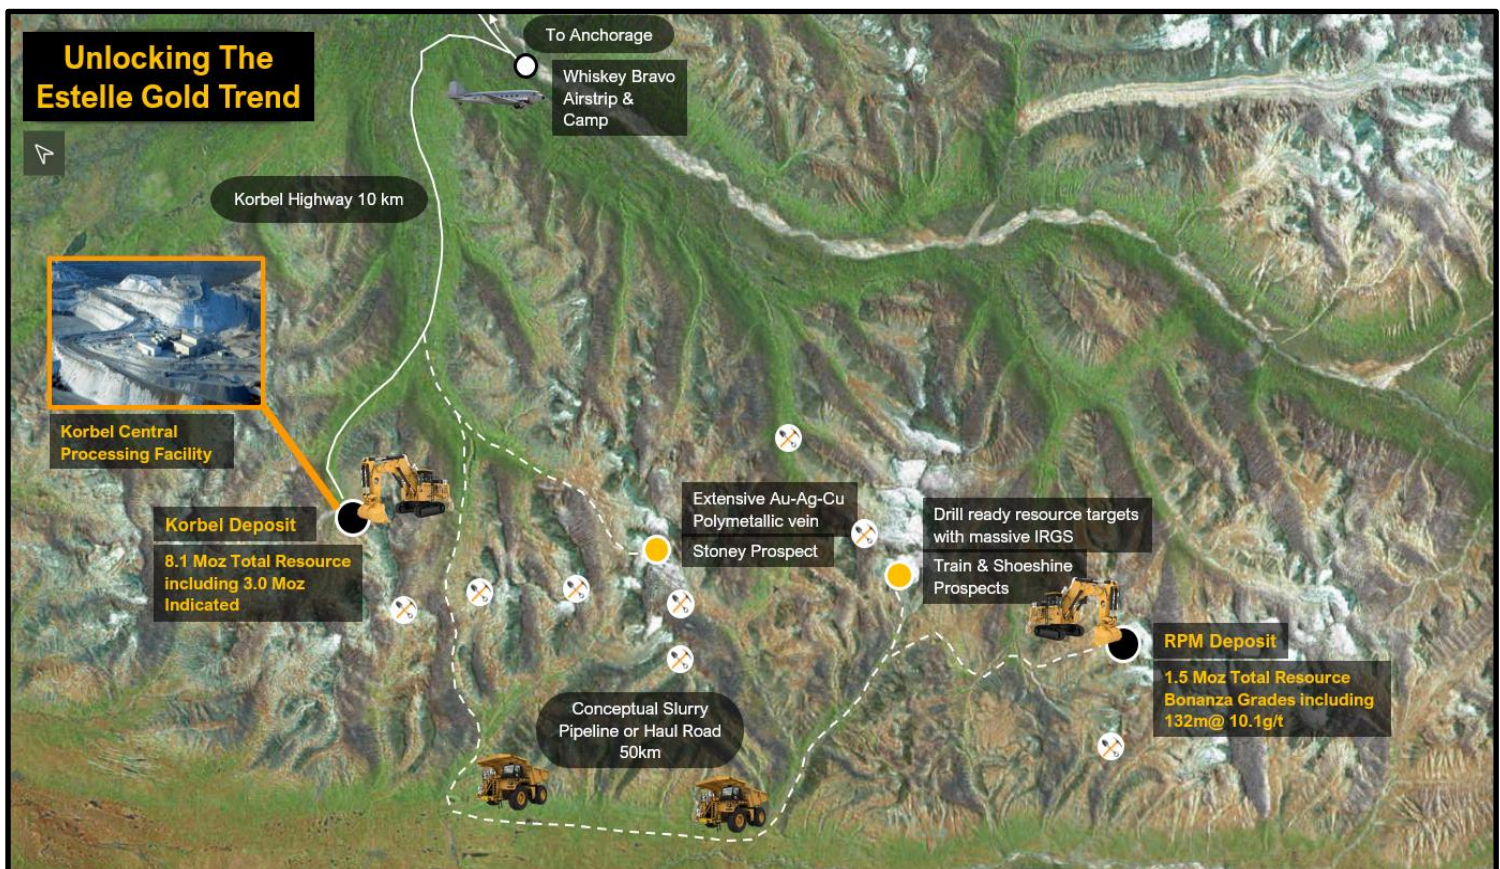 Unlocking The
Estelle Gold Trend
To Anchorage
Whiskey Bravo
Airstrip &
Camp
Korbel Highway 10 km
Korbel Central
Processing Facility
Korbel Deposit
8.1 Moz Total Resource
including 3.0 Moz
Indicated
Extensive Au-Ag-Cu
Polymetallic vein
Stoney Prospect
Drill ready resource targets
with massive IRGS
Train & Shoeshine
Prospects
RPM Deposit
1.5 Moz Total Resource
Bonanza Grades including
132m@ 10.1g/t
Conceptual Slurry
Pipeline or Haul Road
50km